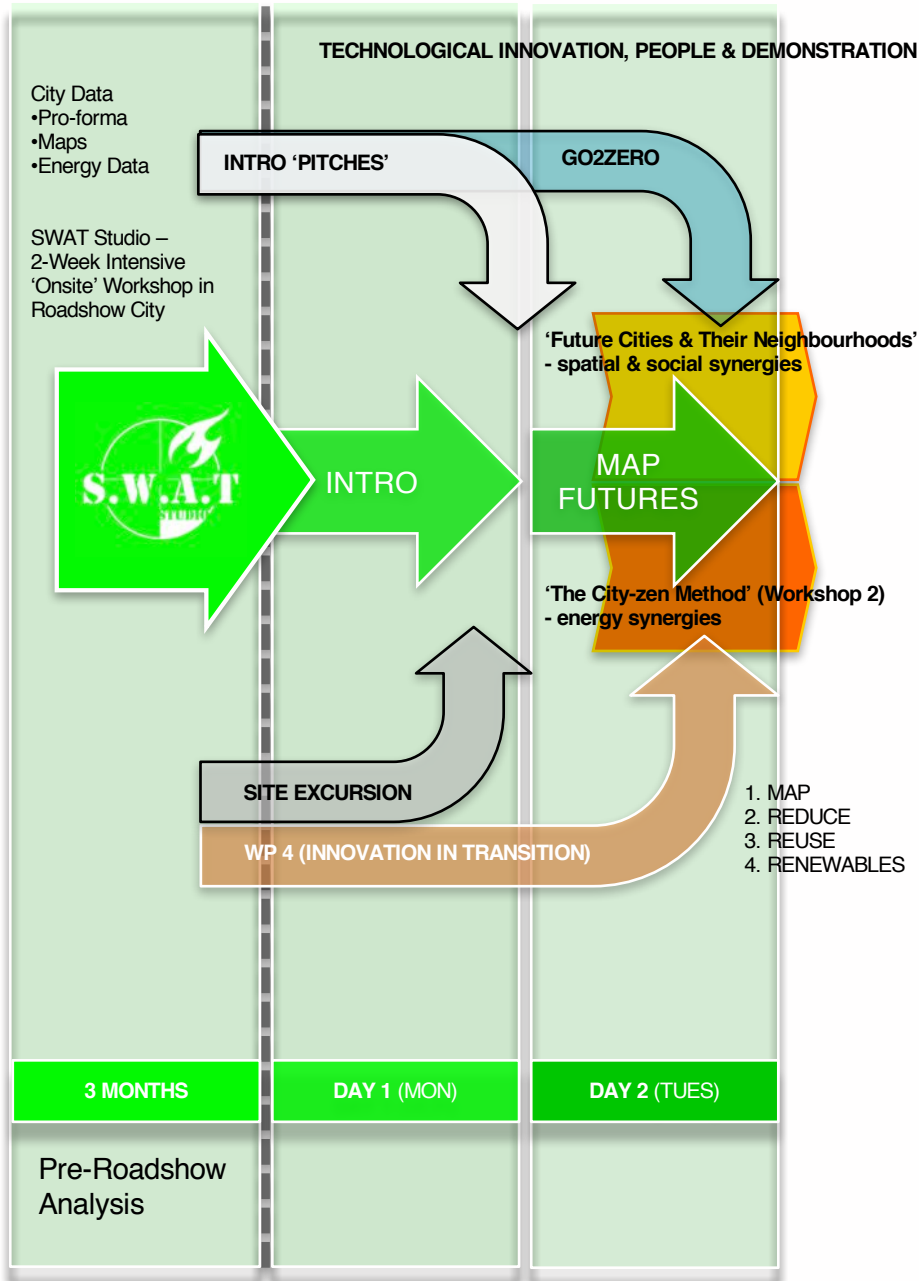 TECHNOLOGICAL INNOVATION, PEOPLE & DEMONSTRATION
City Data
•Pro-forma
•Maps
•Energy Data
INTRO ‘PITCHES’
GO2ZERO
SWAT Studio –
2-Week Intensive
‘Onsite’ Workshop in
Roadshow City
‘Future Cities & Their Neighbourhoods’
- spatial & social synergies
S.W.A.T
STUDIO
INTRO
MAP
FUTURES
‘The City-zen Method’ (Workshop 2)
- energy synergies
SITE EXCURSION
WP 4 (INNOVATION IN TRANSITION)
1. MAP
2. REDUCE
3. REUSE
4. RENEWABLES
3 MONTHS
DAY 1 (MON)
DAY 2 (TUES)
Pre-Roadshow
Analysis